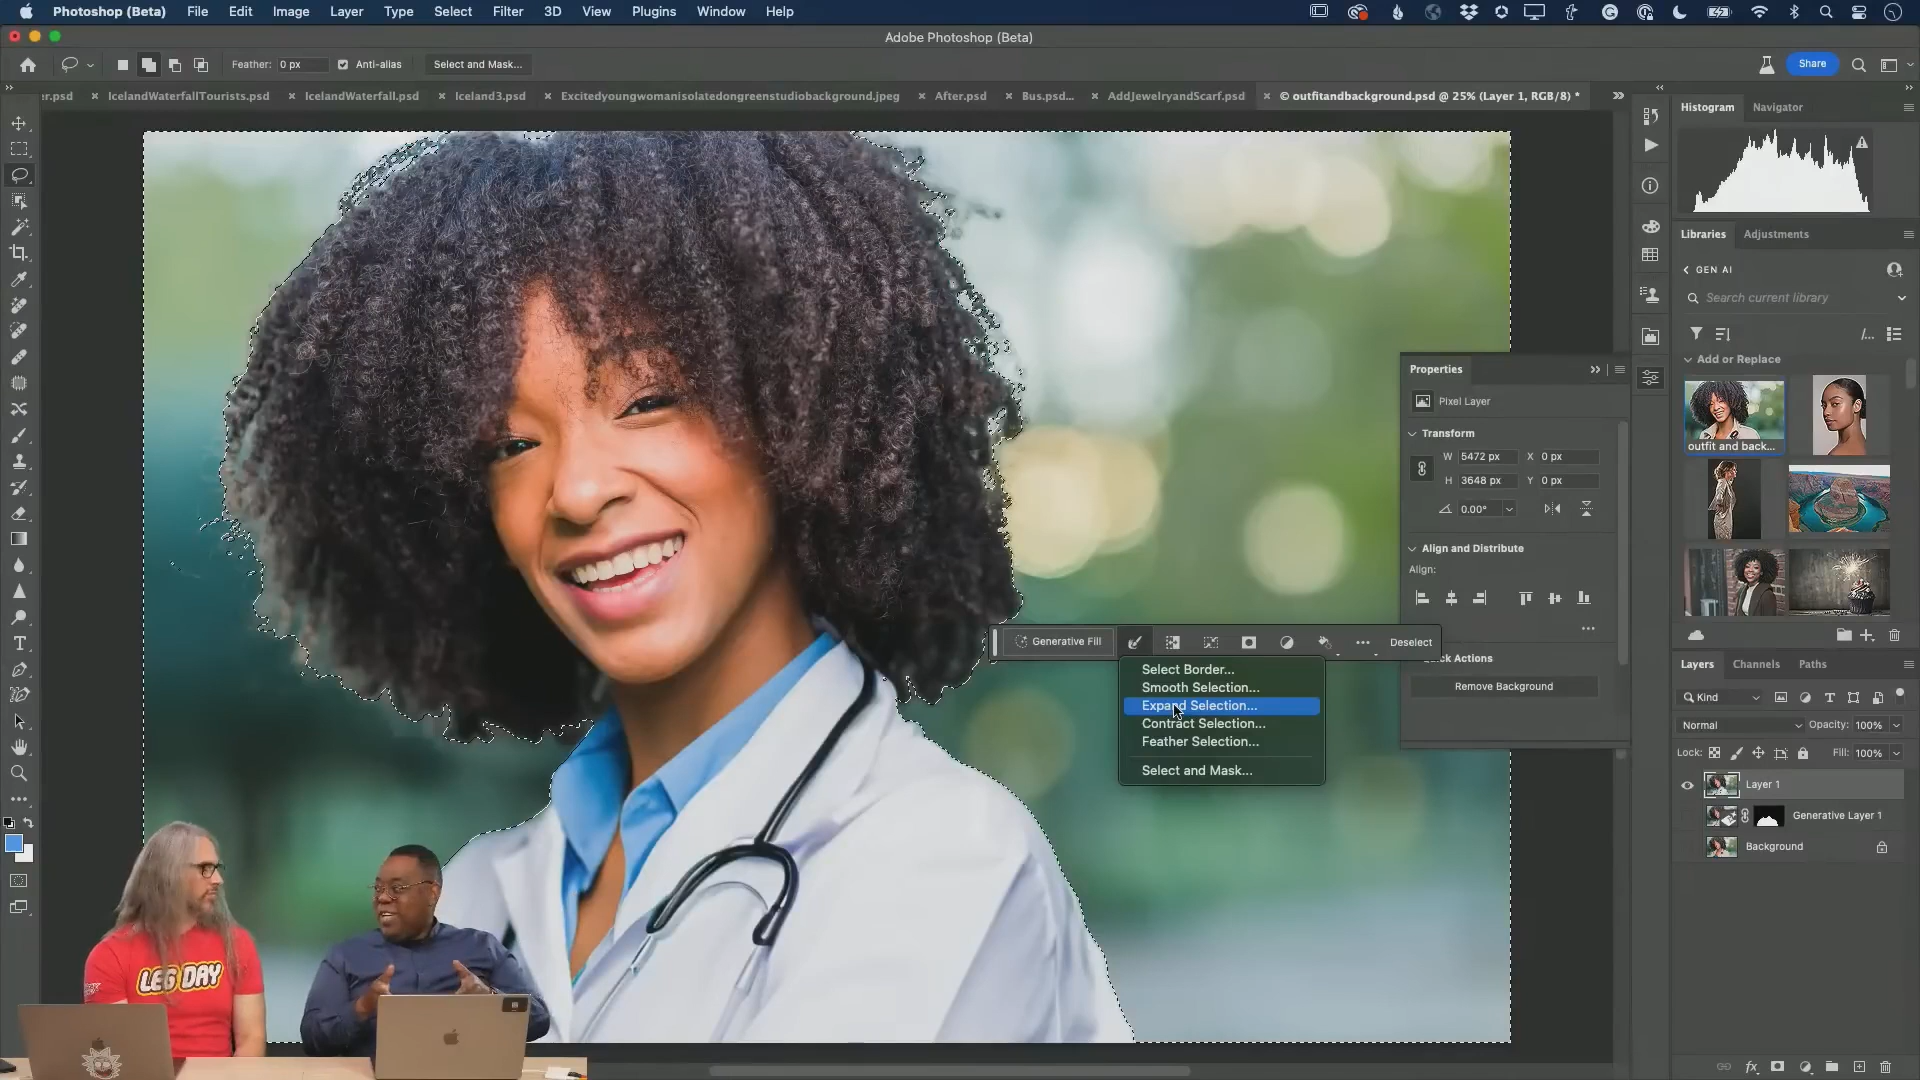 Photoshop (Beta) File Edit Image Layer Type Select Filter 3D View Plugins Window Help
Adobe Photoshop (Beta)
Feather: 0 px Anti-alias Select and Mask... Share
er.psd × IcelandWaterfallTourists.psd × IcelandWaterfall.psd × Iceland3.psd × Excitedyoungwomanisolatedongreenstudiobackground.jpeg × After.psd × Bus.psd... × AddJewelryandScarf.psd × © outfitandbackground.psd @ 25% (Layer 1, RGB/8) *
Histogram Navigator
Libraries Adjustments
GEN AI
Search current library
Add or Replace
outfit and back...
Properties
Pixel Layer
Transform
W 5472 px X 0 px
H 3648 px Y 0 px
0.00°
Align and Distribute
Align:
Quick Actions
Remove Background
Generative Fill Deselect
Select Border...
Smooth Selection...
Expand Selection...
Contract Selection...
Feather Selection...
Select and Mask...
Layers Channels Paths
Kind
Normal Opacity: 100%
Lock: Fill: 100%
Layer 1
Generative Layer 1
Background
LEG DAY